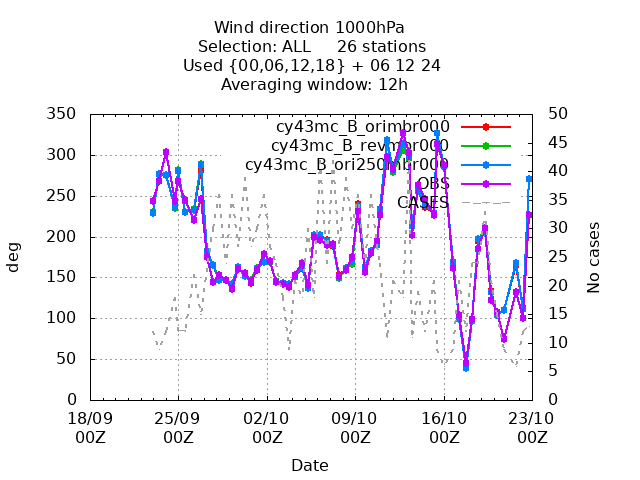 Wind direction 1000hPa
Selection: ALL 26 stations
Used {00,06,12,18} + 06 12 24
Averaging window: 12h
350 50
cy43mc_B_orimbr000
cy43mc_B_revmbr000
cy43mc_B_ori250mbr000
OBS
CASES
300
250
200
150
100
50
0
45
40
35
30
25
20
15
10
5
0
deg
No cases
18/09 25/09 02/10 09/10 16/10 23/10
00Z 00Z 00Z 00Z 00Z 00Z
Date